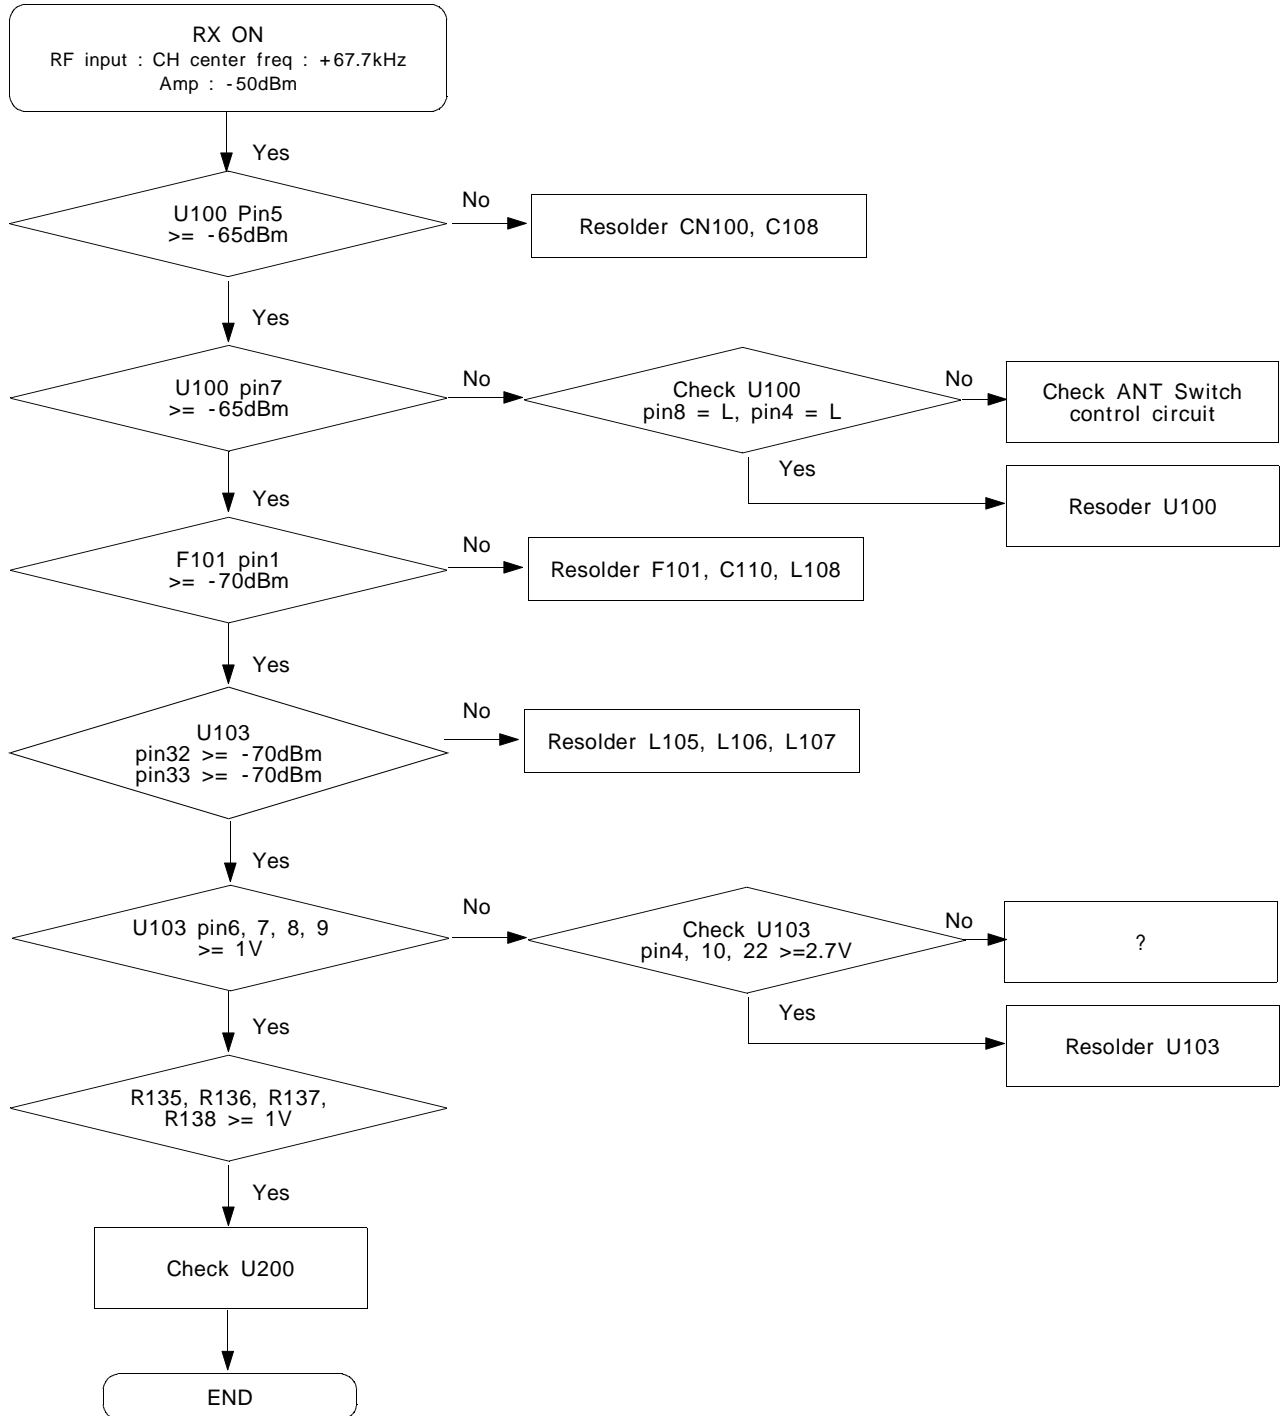 RX ON
RF input : CH center freq : +67.7kHz
Amp : -50dBm
Yes
U100 Pin5
>= -65dBm
No
Resolder CN100, C108
Yes
U100 pin7
>= -65dBm
No
Check U100
pin8 = L, pin4 = L
No
Check ANT Switch
control circuit
Yes
Resoder U100
Yes
F101 pin1
>= -70dBm
No
Resolder F101, C110, L108
Yes
U103
pin32 >= -70dBm
pin33 >= -70dBm
No
Resolder L105, L106, L107
Yes
U103 pin6, 7, 8, 9
>= 1V
No
Check U103
pin4, 10, 22 >=2.7V
No
?
Yes
Resolder U103
Yes
R135, R136, R137,
R138 >= 1V
Yes
Check U200
END